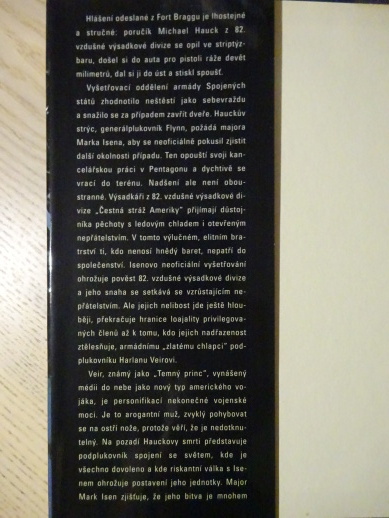 Hlášení odeslané z Fort Braggu je lhostejné
a stručné: poručík Michael Hauck z 82.
vzdušné výsadkové divize se opil ve striptýz-
baru, došel si do auta pro pistoli ráže devět
milimetrů, dal si ji do úst a stiskl spoušť.
Vyšetřovací oddělení armády Spojených
států zhodnotilo neštěstí jako sebevraždu
a snažilo se za případem zavřít dveře. Hauckův
strýc, generálplukovník Flynn, požádá majora
Marka Isena, aby se neoficiálně pokusil zjistit
další okolnosti případu. Ten opouští svoji kan-
celářskou práci v Pentagonu a dychtivě se
vrací do terénu. Nadšení ale není obou-
stranné. Výsadkáři z 82. vzdušné výsadkové di-
vize „Čestná stráž Ameriky“ přijímají důstoj-
níka pěchoty s ledovým chladem i otevřeným
nepřátelstvím. V tomto výlučném, elitním bra-
trství ti, kdo nenosí hnědý baret, nepatří do
společenství. Isenovo neoficiální vyšetřování
ohrožuje pověst 82. vzdušné výsadkové divize
a jeho snaha se setkává se vzrůstajícím ne-
přátelstvím. Ale jejich nelibost jde ještě hlou-
běji, překračuje hranice loajality privilegova-
ných členů až k tomu, kdo jejich nadřazenost
ztělesňuje, armádnímu „zlatému chlapci“ pod-
plukovníku Harlanu Veirovi.
Veir, známý jako „Temný princ“, vynášený
médii do nebe jako nový typ amerického vo-
jáka, je personifikací nekonečné vojenské
moci. Je to arogantní muž, zvyklý pohybovat
se na ostří nože, protože věří, že je nedotknu-
telný. Na pozadí Hauckovy smrti představuje
podplukovník spojení se světem, kde je
všechno dovoleno a kde riskantní válka s Ise-
nem ohrožuje postavení jeho jednotky. Major
Mark Isen zjišťuje, že jeho bitva je mnohem